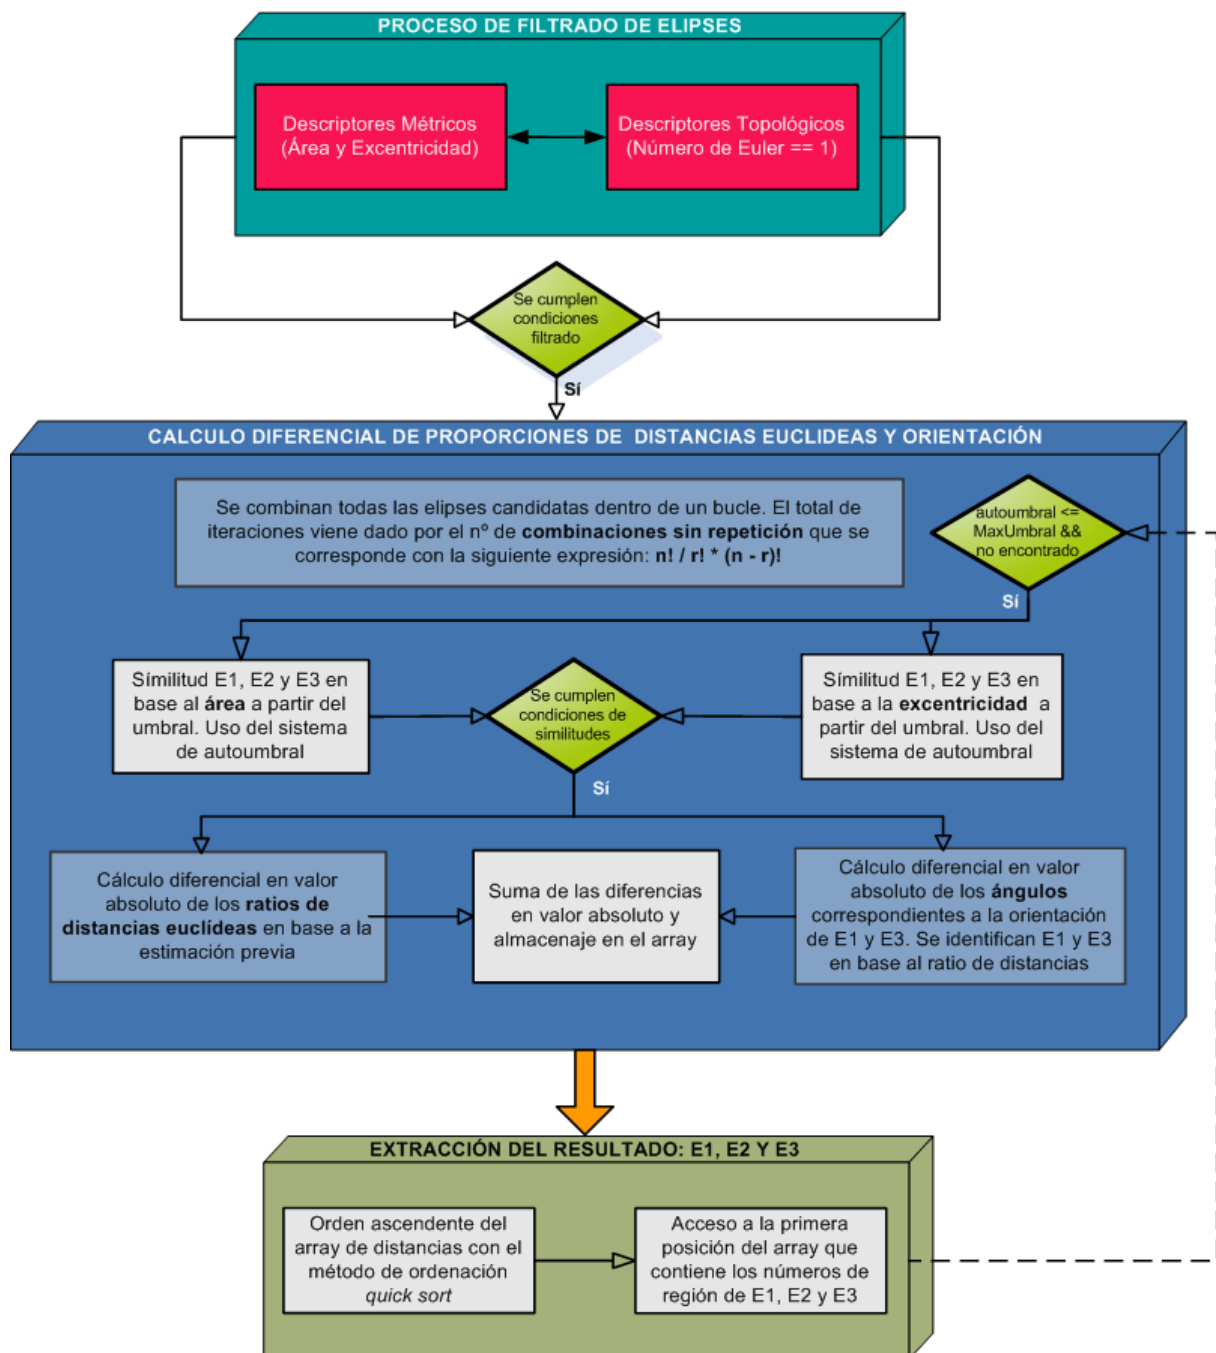 PROCESO DE FILTRADO DE ELIPSES
Descriptores Métricos
(Área y Excentricidad)
Descriptores Topológicos
(Número de Euler == 1)
Se cumplen
condiciones
filtrado
Sí
CALCULO DIFERENCIAL DE PROPORCIONES DE DISTANCIAS EUCLIDEAS Y ORIENTACIÓN
Se combinan todas las elipses candidatas dentro de un bucle. El total de
iteraciones viene dado por el nº de combinaciones sin repetición que se
corresponde con la siguiente expresión: n! / r! * (n - r)!
autoumbral <=
MaxUmbral &&
no encontrado
Sí
Símilitud E1, E2 y E3 en
base al área a partir del
umbral. Uso del sistema
de autoumbral
Se cumplen
condiciones de
similitudes
Símilitud E1, E2 y E3 en
base a la excentricidad a
partir del umbral. Uso del
sistema de autoumbral
Sí
Cálculo diferencial en valor
absoluto de los ratios de
distancias euclídeas en base a la
estimación previa
Suma de las diferencias
en valor absoluto y
almacenaje en el array
Cálculo diferencial en valor
absoluto de los ángulos
correspondientes a la orientación
de E1 y E3. Se identifican E1 y E3
en base al ratio de distancias
EXTRACCIÓN DEL RESULTADO: E1, E2 Y E3
Orden ascendente del
array de distancias con el
método de ordenación
quick sort
Acceso a la primera
posición del array que
contiene los números de
región de E1, E2 y E3